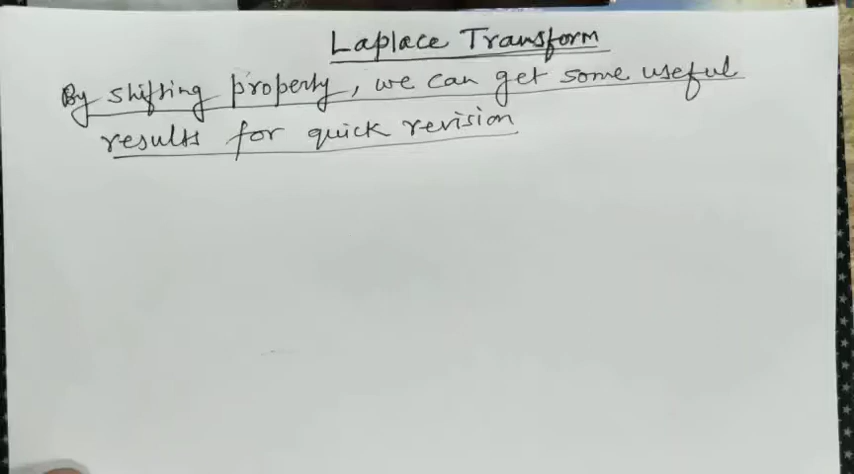 Laplace Transform
By shifting property, we can get some useful
results for quick revision